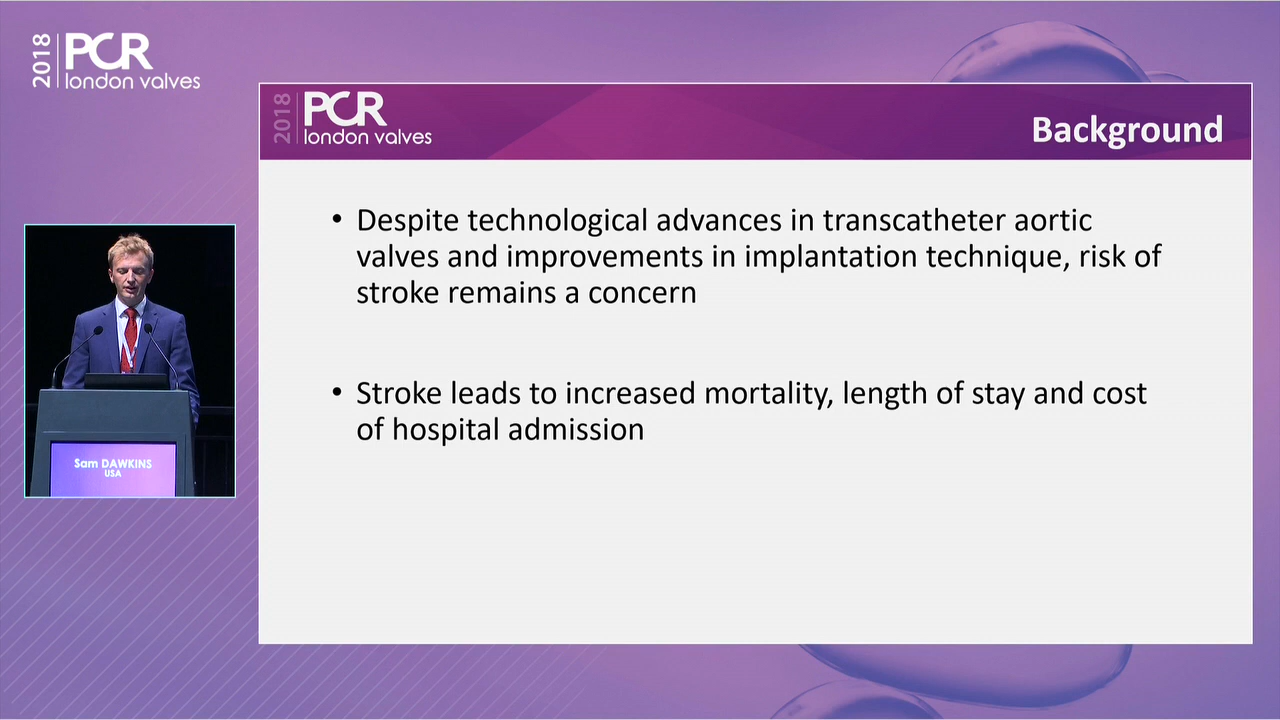 2018 PCR
london valves
2018 PCR
london valves
Background
• Despite technological advances in transcatheter aortic
valves and improvements in implantation technique, risk of
stroke remains a concern
• Stroke leads to increased mortality, length of stay and cost
of hospital admission
Sam DAWKINS
USA